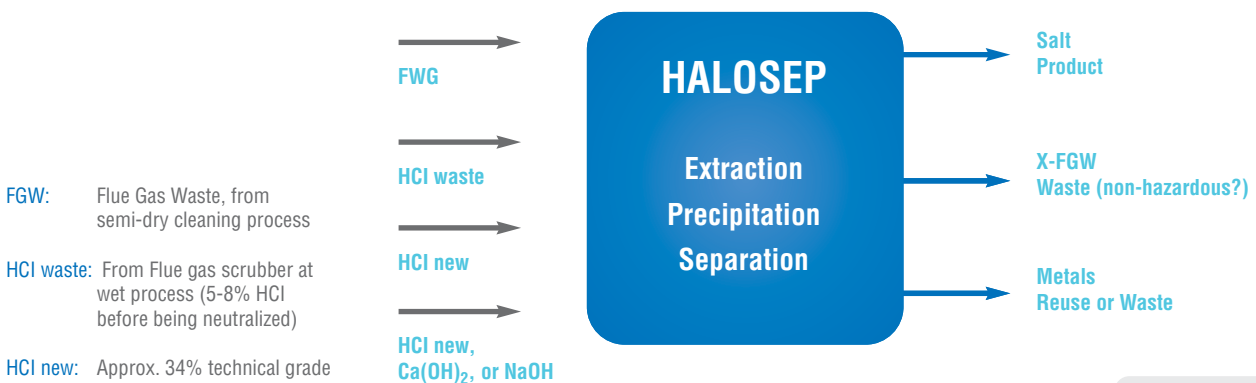 FGW: Flue Gas Waste, from
semi-dry cleaning process
HCl waste: From Flue gas scrubber at
wet process (5-8% HCl
before being neutralized)
HCl new: Approx. 34% technical grade
FWG
HCl waste
HCl new
HCl new,
Ca(OH)₂, or NaOH
HALOSEP
Extraction
Precipitation
Separation
Salt
Product
X-FGW
Waste (non-hazardous?)
Metals
Reuse or Waste